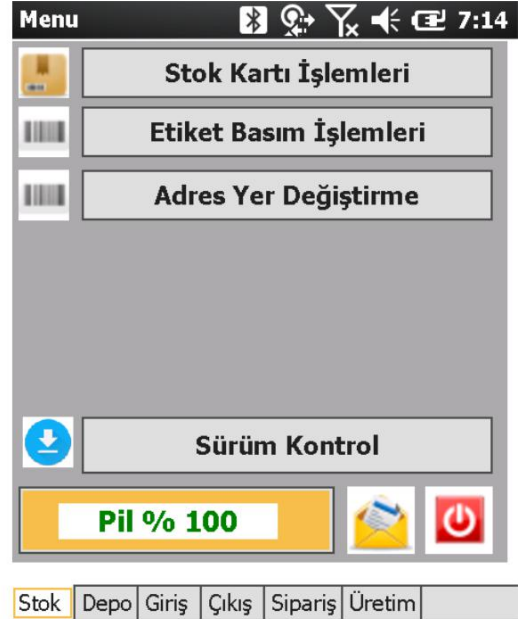 Menu 7:14
Stok Kartı İşlemleri
Etiket Basım İşlemleri
Adres Yer Değiştirme
Sürüm Kontrol
Pil % 100
Stok Depo Giriş Çıkış Sipariş Üretim